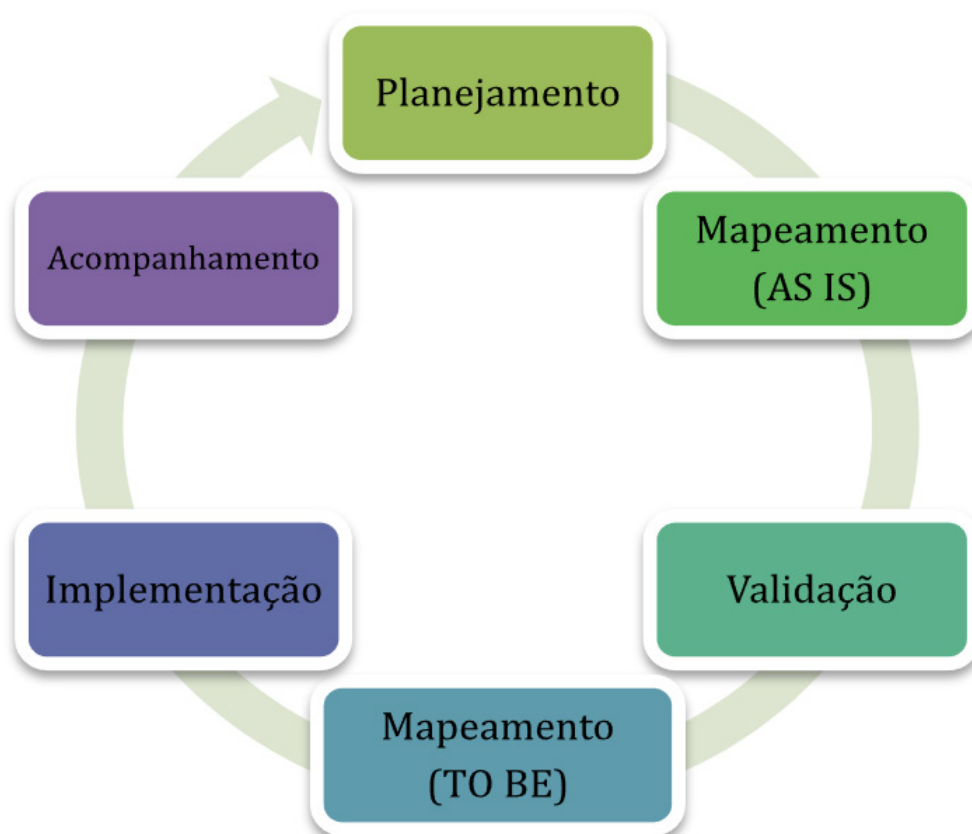 Planejamento
Mapeamento
(AS IS)
Validação
Mapeamento
(TO BE)
Implementação
Acompanhamento